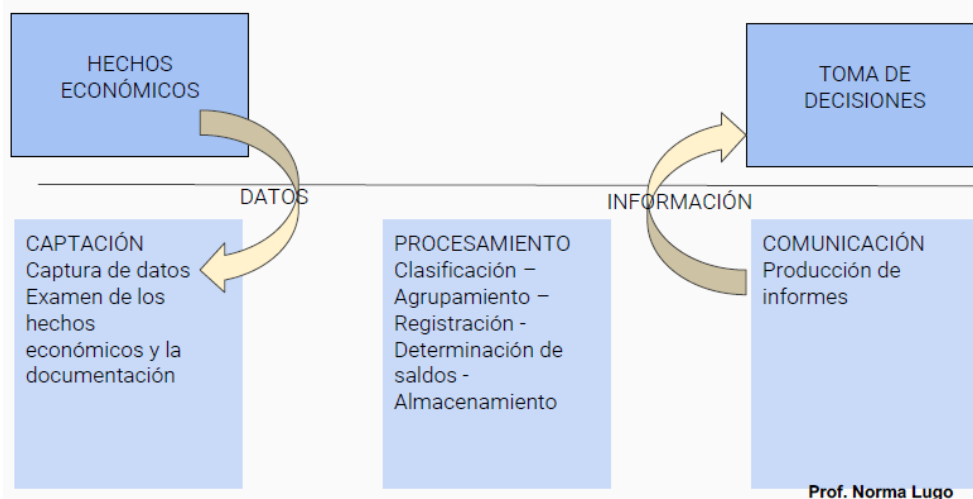 HECHOS
ECONÓMICOS
TOMA DE
DECISIONES
DATOS
INFORMACIÓN
CAPTACIÓN
Captura de datos
Examen de los
hechos
económicos y la
documentación
PROCESAMIENTO
Clasificación –
Agrupamiento –
Registración -
Determinación de
saldos -
Almacenamiento
COMUNICACIÓN
Producción de
informes
Prof. Norma Lugo